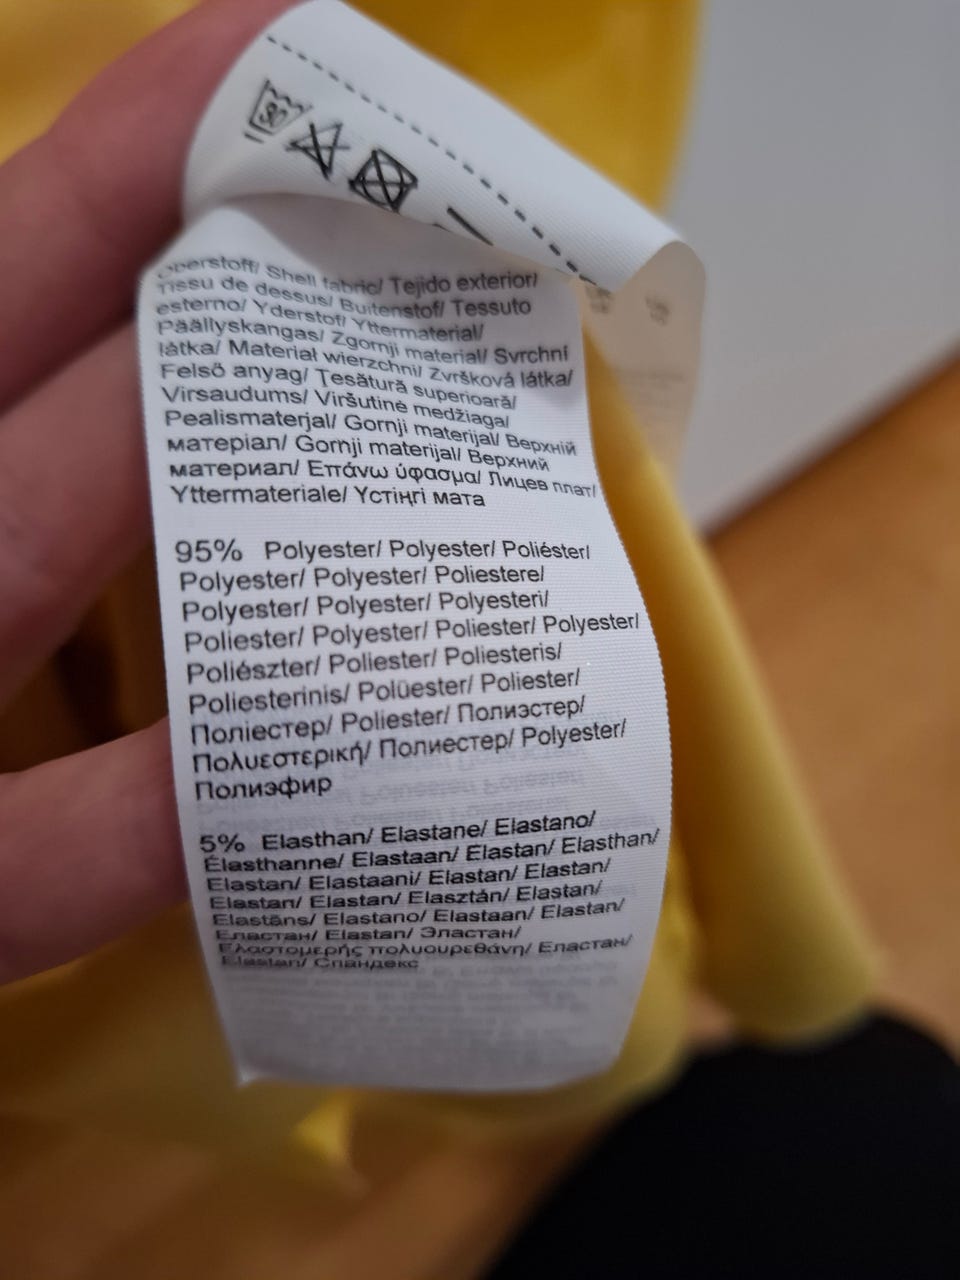 30
Oberstoff/ Shell fabric/ Tejido exterior/
Tissu de dessus/ Buitenstof/ Tessuto
esterno/ Yderstof/ Yttermaterial/
Päällyskangas/ Zgornji material/ Svrchní
látka/ Materiał wierzchni/ Zvršková látka/
Felső anyag/ Țesătură superioară/
Virsaudums/ Viršutinė medžiaga/
Pealismaterjal/ Gornji materijal/ Верхній
матеріал/ Gornji materijal/ Верхний
материал/ Επάνω ύφασμα/ Лицев плат/
Yttermateriale/ Үстіңгі мата
95% Polyester/ Polyester/ Poliéster/
Polyester/ Polyester/ Poliestere/
Polyester/ Polyester/ Polyesteri/
Poliester/ Polyester/ Poliester/ Polyester/
Poliészter/ Poliester/ Poliesteris/
Poliesterinis/ Polüester/ Poliester/
Поліестер/ Poliester/ Полиэстер/
Πολυεστερική/ Полиестер/ Polyester/
Полиэфир
5% Elasthan/ Elastane/ Elastano/
Élasthanne/ Elastaan/ Elastan/ Elasthan/
Elastan/ Elastaani/ Elastan/ Elastan/
Elastan/ Elastan/ Elasztán/ Elastan/
Elastāns/ Elastano/ Elastaan/ Elastan/
Еластан/ Elastan/ Эластан/
Ελαστομερής πολυουρεθάνη/ Еластан/
Elastan/ Спандекс